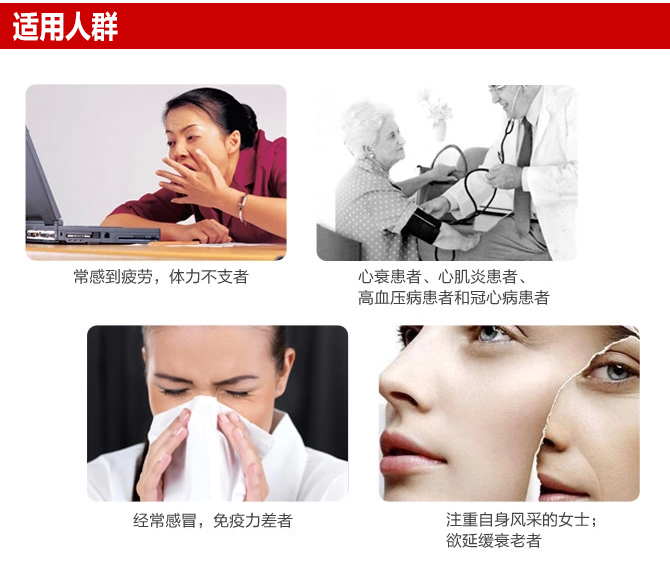 适用人群
常感到疲劳，体力不支者
心衰患者、心肌炎患者、
高血压病患者和冠心病患者
经常感冒，免疫力差者
注重自身风采的女士；
欲延缓衰老者